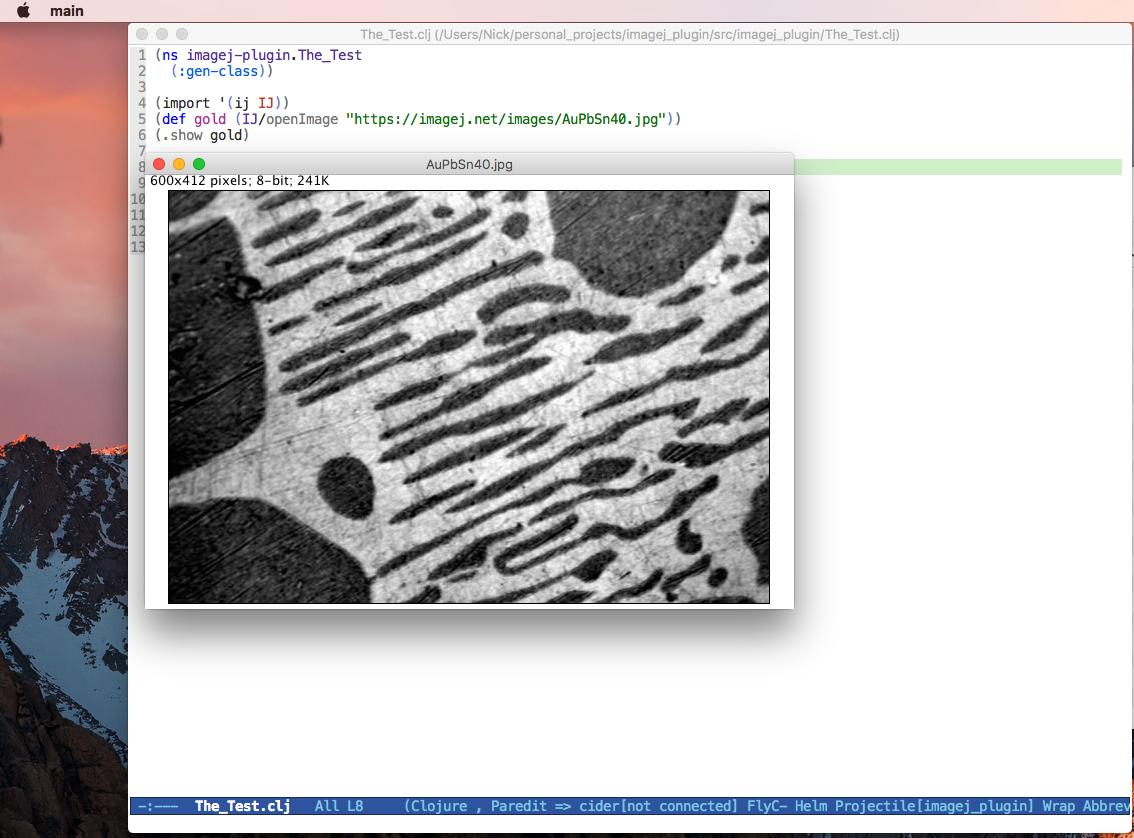 main
The_Test.clj (/Users/Nick/personal_projects/imagej_plugin/src/imagej_plugin/The_Test.clj)
1 (ns imagej-plugin.The_Test
2   (:gen-class))
3
4 (import '(ij IJ))
5 (def gold (IJ/openImage "https://imagej.net/images/AuPbSn40.jpg"))
6 (.show gold)
7
8
9
10
11
12
13
AuPbSn40.jpg
600x412 pixels; 8-bit; 241K
-:---  The_Test.clj   All L8     (Clojure , Paredit => cider[not connected] FlyC- Helm Projectile[imagej_plugin] Wrap Abbrev